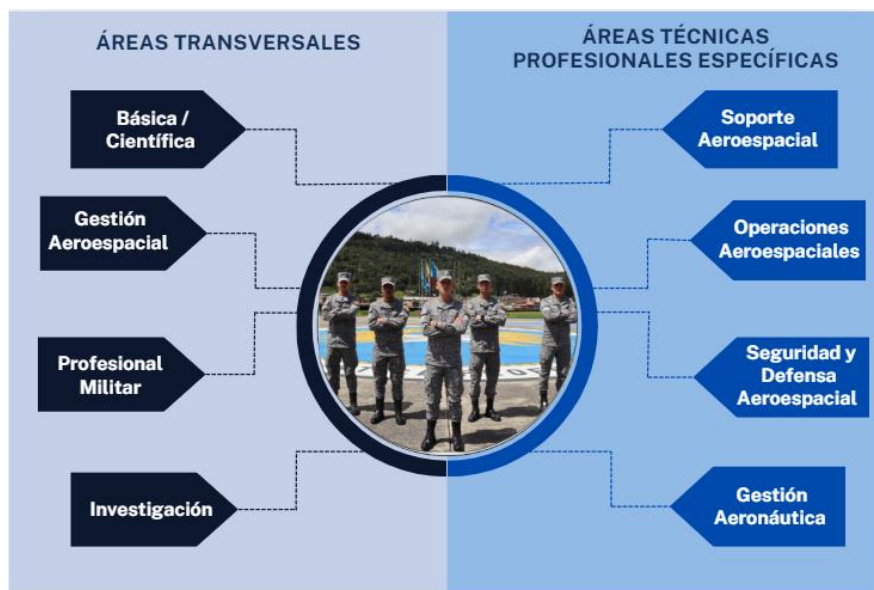 ÁREAS TRANSVERSALES
Básica /
Científica
Gestión
Aeroespacial
Profesional
Militar
Investigación
ÁREAS TÉCNICAS
PROFESIONALES ESPECÍFICAS
Soporte
Aeroespacial
Operaciones
Aeroespaciales
Seguridad y
Defensa
Aeroespacial
Gestión
Aeronáutica